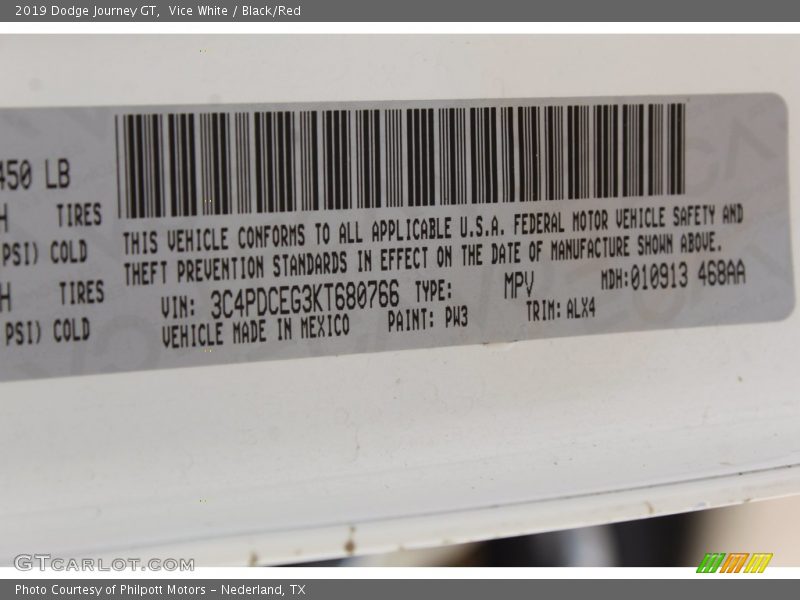 2019 Dodge Journey GT, Vice White / Black/Red
450 LB
TIRES
PSI) COLD
TIRES
PSI) COLD
THIS VEHICLE CONFORMS TO ALL APPLICABLE U.S.A. FEDERAL MOTOR VEHICLE SAFETY AND
THEFT PREVENTION STANDARDS IN EFFECT ON THE DATE OF MANUFACTURE SHOWN ABOVE.
VIN: 3C4PDCEG3KT680766 TYPE: MPV MDH:010913 468AA
VEHICLE MADE IN MEXICO PAINT: PW3 TRIM: ALX4
GTCARLOT.COM
Photo Courtesy of Philpott Motors - Nederland, TX